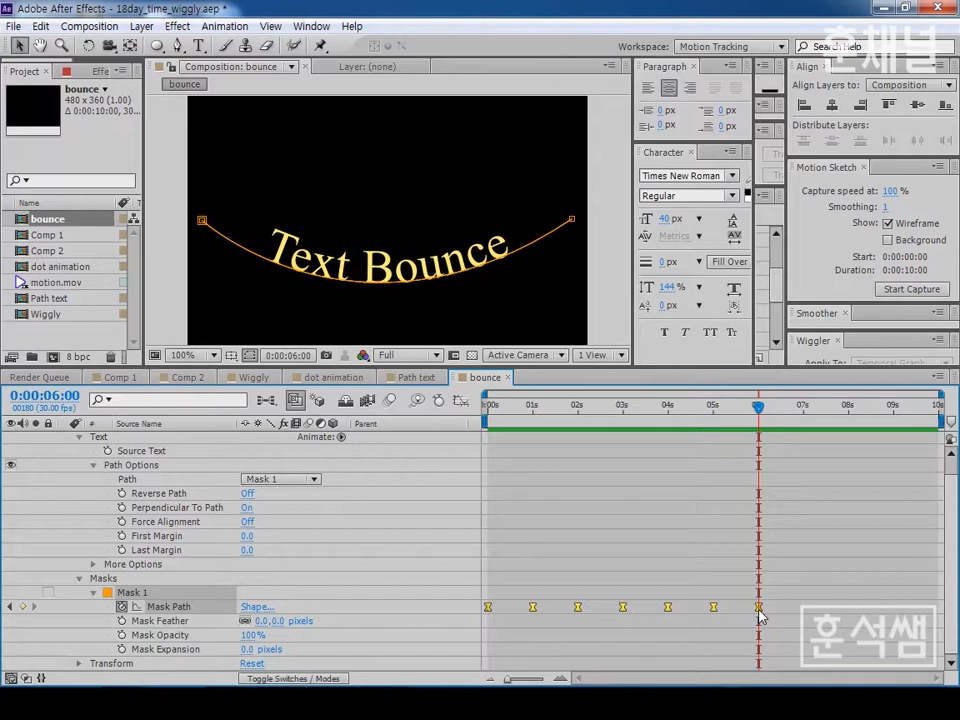 Adobe After Effects - 18day_time_wiggly.aep *
File Edit Composition Layer Effect Animation View Window Help
훈채널
Workspace: Motion Tracking Search Help
Project Effe
Composition: bounce Layer: (none)
Paragraph
Align
bounce
bounce
480 x 360 (1.00)
Δ 0:00:10:00, 30
0 px 0 px
0 px 0 px
Align Layers to: Composition
Distribute Layers:
Character
Times New Roman
Regular
40 px
Metrics
0 px Fill Over
144 %
0 px
T T TT Tr
Motion Sketch
Capture speed at: 100 %
Smoothing: 1
Show: Wireframe
Background
Start: 0:00:00:00
Duration: 0:00:10:00
Start Capture
Smoother
Wiggler
Apply To: Temporal Graph
Name
bounce
Comp 1
Comp 2
dot animation
motion.mov
Path text
Wiggly
8 bpc
Text Bounce
100% 0:00:06:00 Full Active Camera 1 View
Render Queue Comp 1 Comp 2 Wiggly dot animation Path text bounce
0:00:06:00
00180 (30.00 fps)
:00s 01s 02s 03s 04s 05s 07s 08s 09s 10s
# Source Name Parent
Text Animate:
Source Text
Path Options
Path Mask 1
Reverse Path Off
Perpendicular To Path On
Force Alignment Off
First Margin 0.0
Last Margin 0.0
More Options
Masks
Mask 1
Mask Path Shape...
Mask Feather 0.0,0.0 pixels
Mask Opacity 100%
Mask Expansion 0.0 pixels
Transform Reset
Toggle Switches / Modes
훈석쌤